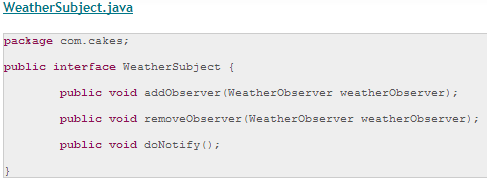 WeatherSubject.java
package com.cakes;
public interface WeatherSubject {
public void addObserver(WeatherObserver weatherObserver);
public void removeObserver(WeatherObserver weatherObserver);
public void doNotify();
}